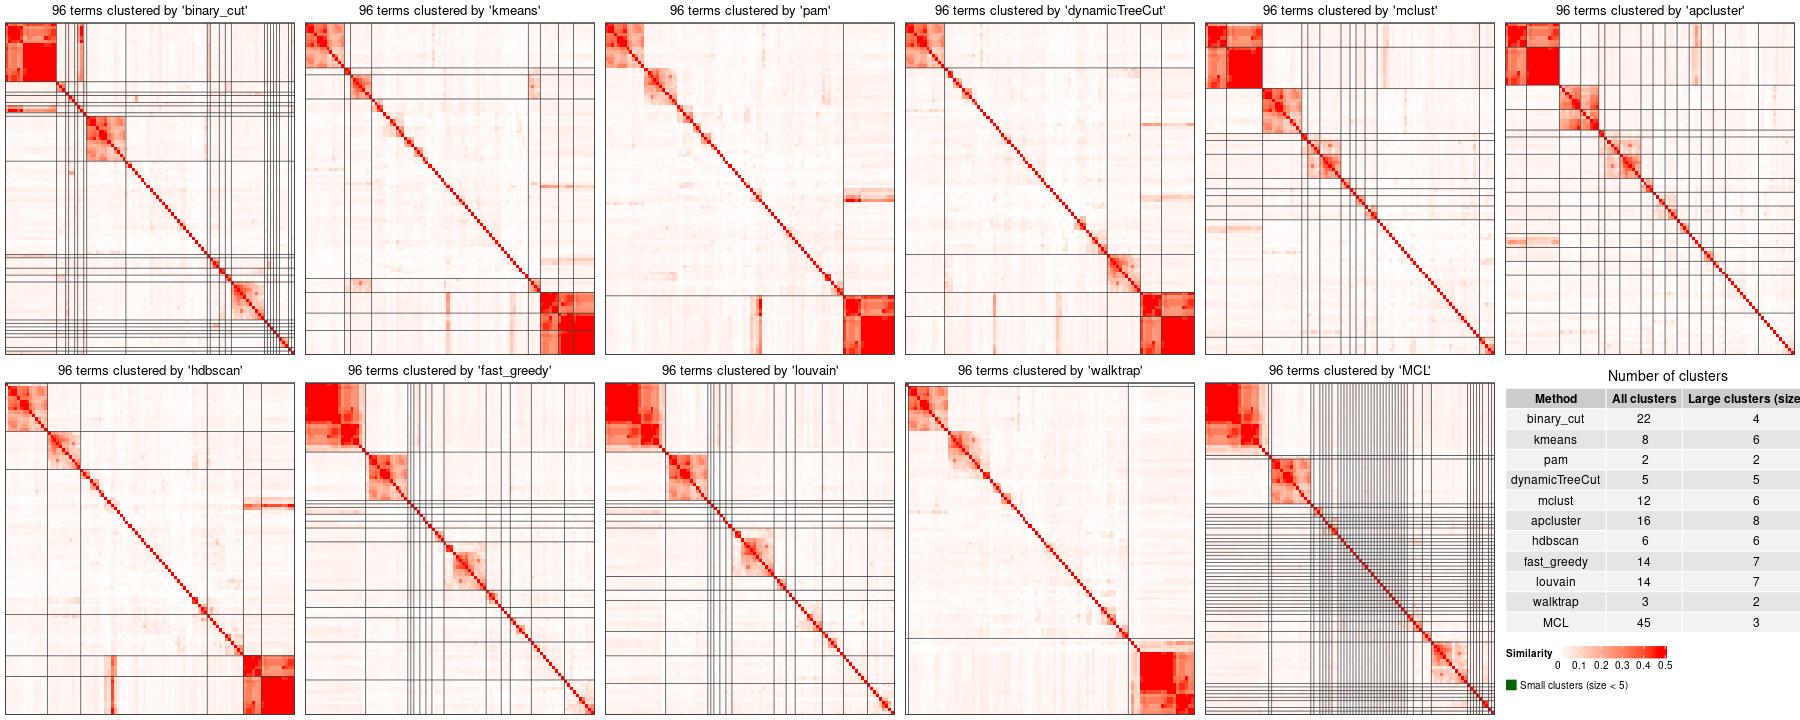 96 terms clustered by 'binary_cut'
96 terms clustered by 'kmeans'
96 terms clustered by 'pam'
96 terms clustered by 'dynamicTreeCut'
96 terms clustered by 'mclust'
96 terms clustered by 'apcluster'
96 terms clustered by 'hdbscan'
96 terms clustered by 'fast_greedy'
96 terms clustered by 'louvain'
96 terms clustered by 'walktrap'
96 terms clustered by 'MCL'
Number of clusters
Method All clusters Large clusters (size
binary_cut 22 4
kmeans 8 6
pam 2 2
dynamicTreeCut 5 5
mclust 12 6
apcluster 16 8
hdbscan 6 6
fast_greedy 14 7
louvain 14 7
walktrap 3 2
MCL 45 3
Similarity
0 0.1 0.2 0.3 0.4 0.5
Small clusters (size < 5)